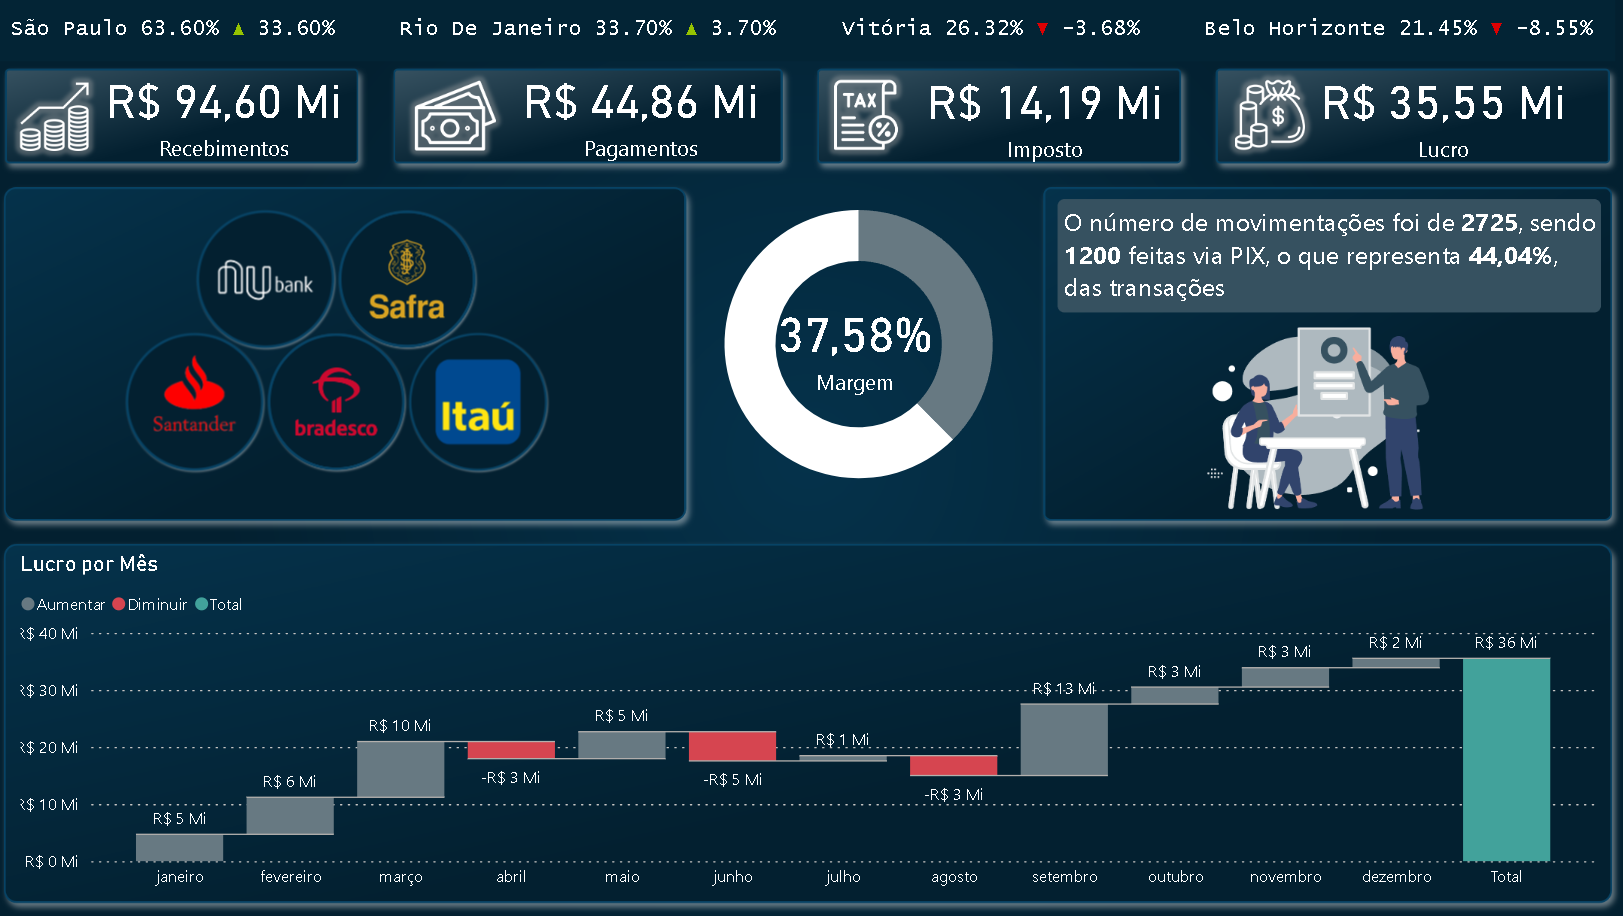 São Paulo 63.60% ▲ 33.60% Rio De Janeiro 33.70% ▲ 3.70% Vitória 26.32% ▼ -3.68% Belo Horizonte 21.45% ▼ -8.55%
R$ 94,60 Mi
Recebimentos
R$ 44,86 Mi
Pagamentos
TAX
%
R$ 14,19 Mi
Imposto
$
R$ 35,55 Mi
Lucro
nu bank
Safra
Santander
bradesco
Itaú
37,58%
Margem
O número de movimentações foi de 2725, sendo
1200 feitas via PIX, o que representa 44,04%,
das transações
Lucro por Mês
Aumentar Diminuir Total
R$ 40 Mi
R$ 30 Mi
R$ 20 Mi
R$ 10 Mi
R$ 0 Mi
R$ 5 Mi
R$ 6 Mi
R$ 10 Mi
-R$ 3 Mi
R$ 5 Mi
-R$ 5 Mi
R$ 1 Mi
-R$ 3 Mi
R$ 13 Mi
R$ 3 Mi
R$ 3 Mi
R$ 2 Mi
R$ 36 Mi
janeiro fevereiro março abril maio junho julho agosto setembro outubro novembro dezembro Total